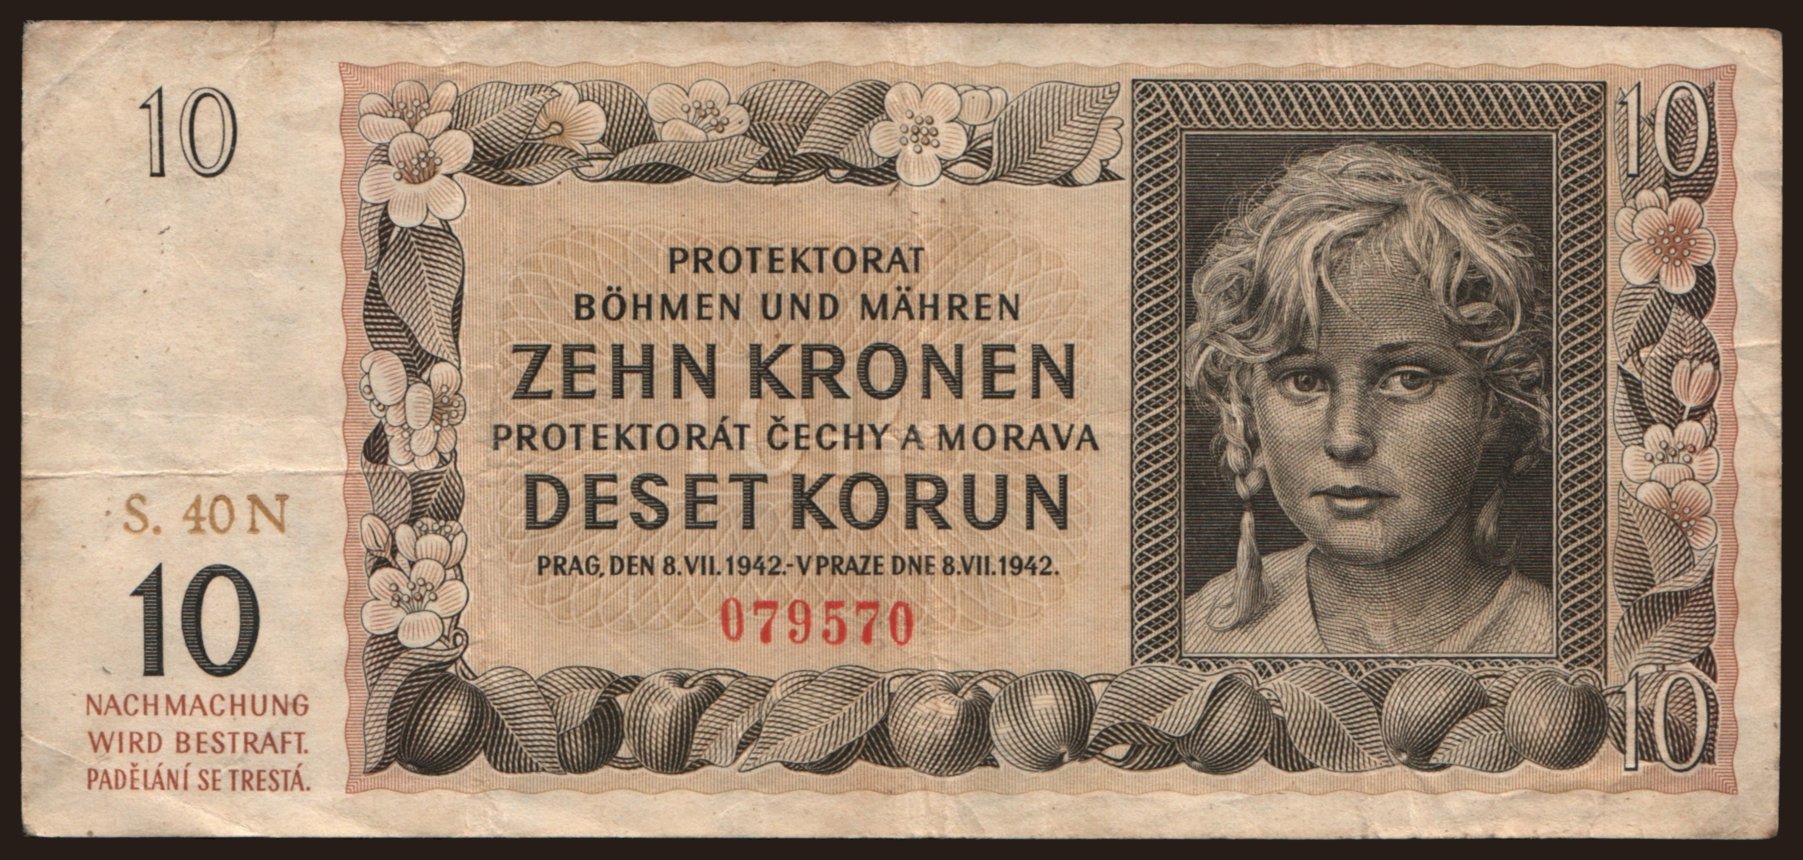 10
PROTEKTORAT
BÖHMEN UND MÄHREN
ZEHN KRONEN
PROTEKTORÁT ČECHY A MORAVA
DESET KORUN
PRAG, DEN 8.VII.1942.-V PRAZE DNE 8.VII.1942.
079570
S. 40 N
10
NACHMACHUNG
WIRD BESTRAFT.
PADĚLÁNÍ SE TRESTÁ.
10
10